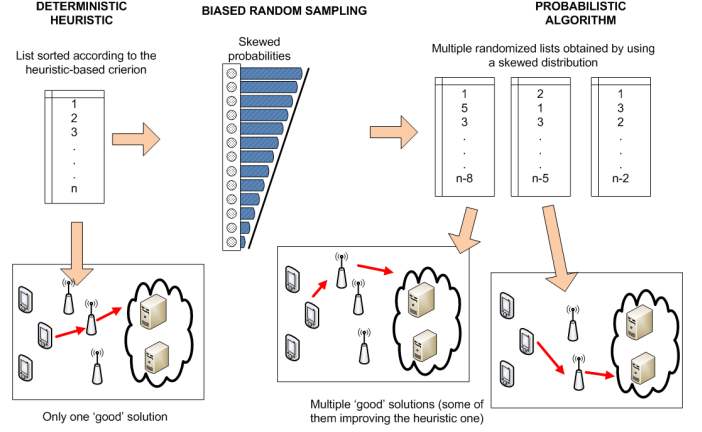 DETERMINISTIC
HEURISTIC
BIASED RANDOM SAMPLING
PROBABILISTIC
ALGORITHM
List sorted according to the
heuristic-based crierion
Skewed
probabilities
Multiple randomized lists obtained by using
a skewed distribution
1
2
3
.
.
.
n
1
5
3
.
.
.
n-8
2
1
3
.
.
.
n-5
1
3
2
.
.
.
n-2
Only one ‘good’ solution
Multiple ‘good’ solutions (some of
them improving the heuristic one)